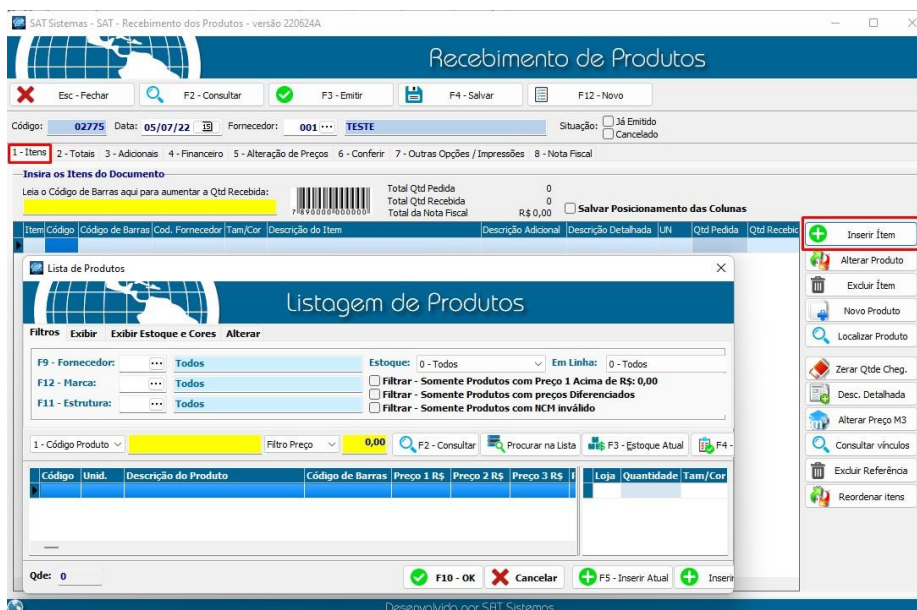 SAT Sistemas - SAT - Recebimento dos Produtos - versão 220624A
Recebimento de Produtos
Esc - Fechar F2 - Consultar F3 - Emitir F4 - Salvar F12 - Novo
Código: 02775 Data: 05/07/22 15 Fornecedor: 001 ... TESTE Situação: Já Emitido
Cancelado
1 - Itens 2 - Totais 3 - Adicionais 4 - Financeiro 5 - Alteração de Preços 6 - Conferir 7 - Outras Opções / Impressões 8 - Nota Fiscal
Insira os Itens do Documento
Leia o Código de Barras aqui para aumentar a Qtd Recebida:
7 890000 000000
Total Qtd Pedida 0
Total Qtd Recebida 0
Total da Nota Fiscal R$ 0,00
Salvar Posicionamento das Colunas
Item Código Código de Barras Cod. Fornecedor Tam/Cor Descrição do Item Descrição Adicional Descrição Detalhada UN Qtd Pedida Qtd Recebic
Inserir Ítem
Alterar Produto
Excluir Ítem
Novo Produto
Localizar Produto
Zerar Qtde Cheg.
Desc. Detalhada
Alterar Preço M3
Consultar vínculos
Excluir Referência
Reordenar itens
Lista de Produtos
Listagem de Produtos
Filtros Exibir Exibir Estoque e Cores Alterar
F9 - Fornecedor: ... Todos Estoque: 0 - Todos Em Linha: 0 - Todos
F12 - Marca: ... Todos Filtrar - Somente Produtos com Preço 1 Acima de R$: 0,00
Filtrar - Somente Produtos com preços Diferenciados
F11 - Estrutura: ... Todos Filtrar - Somente Produtos com NCM inválido
1 - Código Produto Filtro Preço 0,00 F2 - Consultar Procurar na Lista F3 - Estoque Atual F4 -
Código Unid. Descrição do Produto Código de Barras Preço 1 R$ Preço 2 R$ Preço 3 R$ Loja Quantidade Tam/Cor
Qde: 0 F10 - OK Cancelar F5 - Inserir Atual Inserir
Desenvolvido por SAT Sistemas